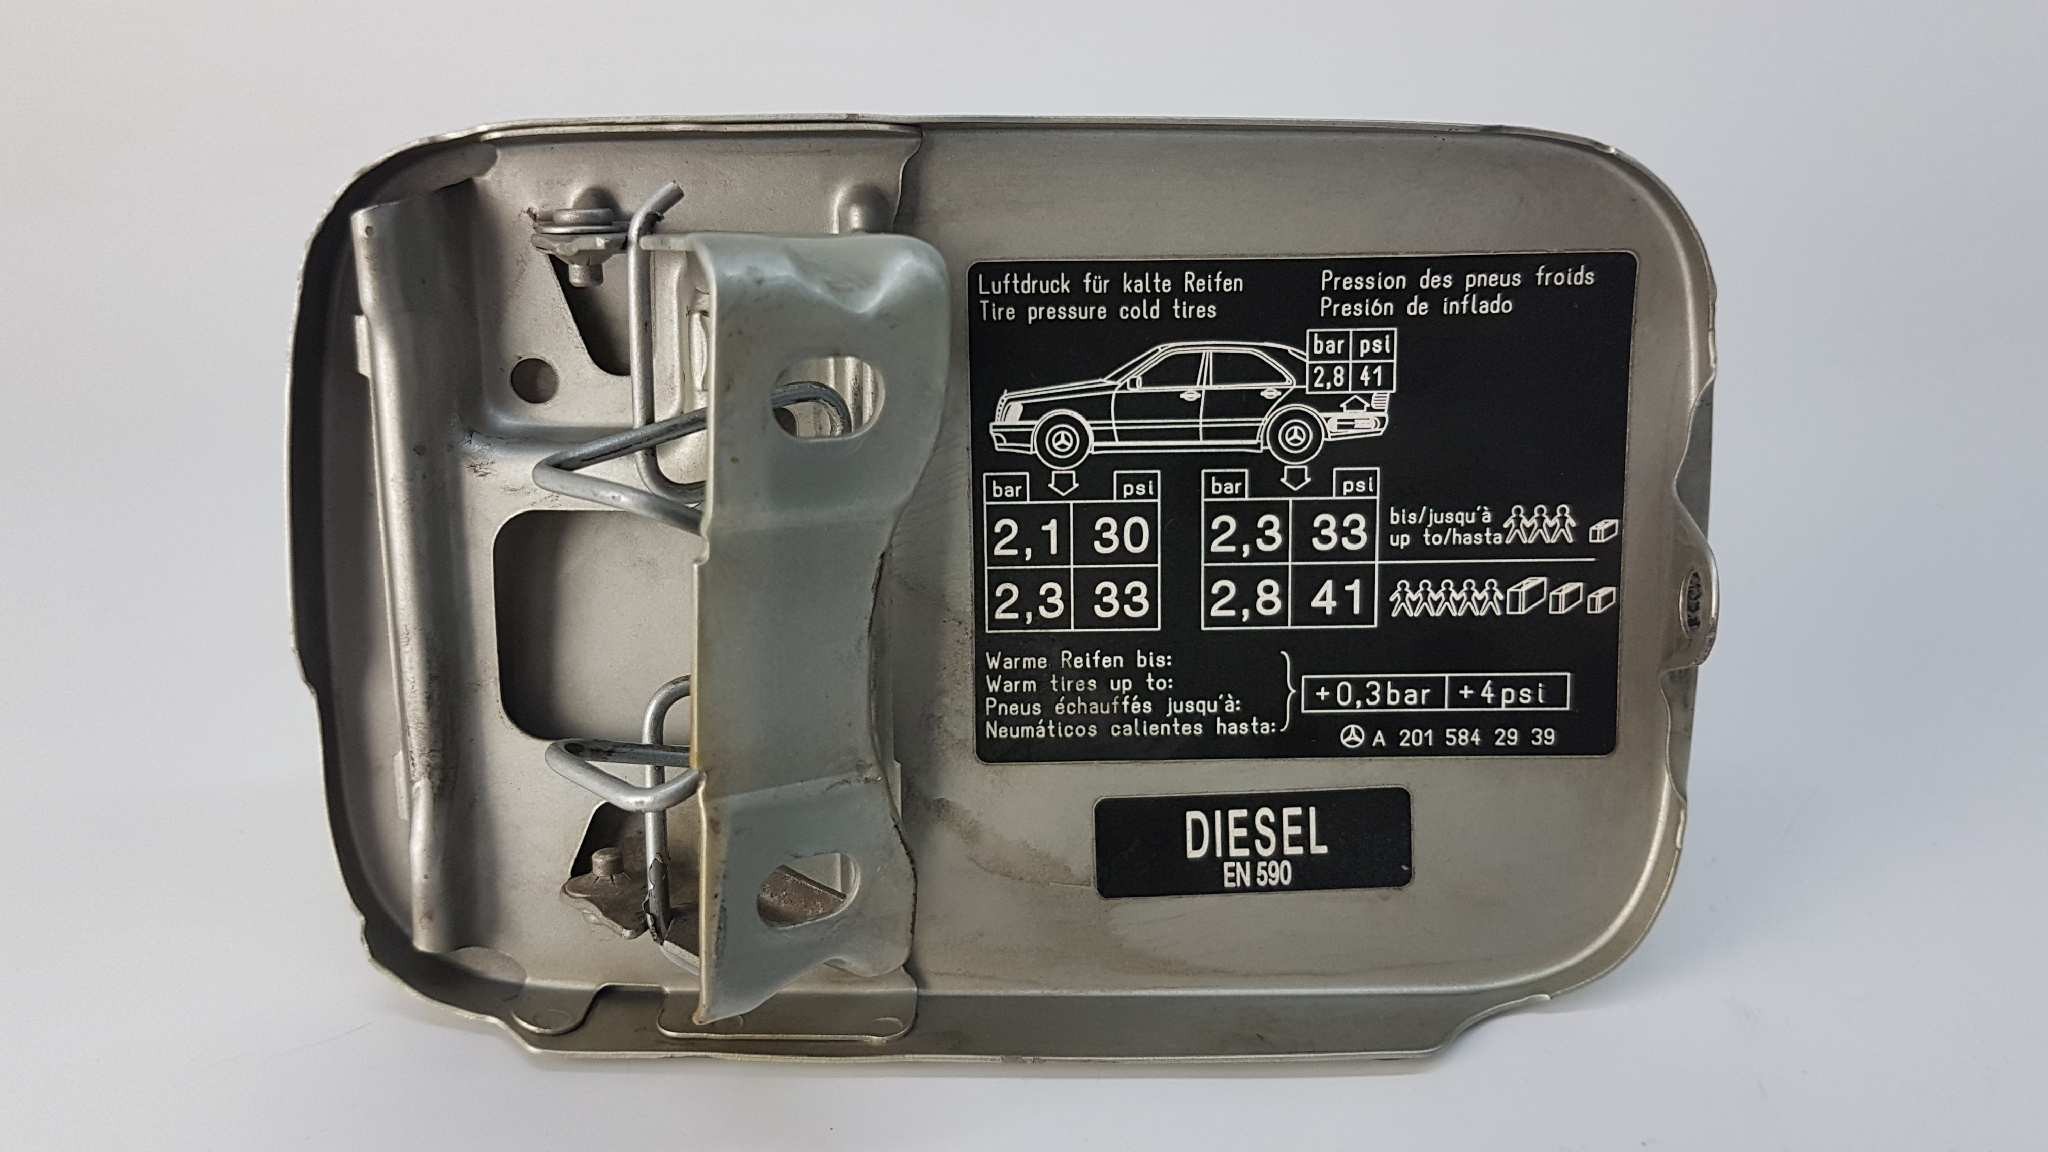 Luftdruck für kalte Reifen
Tire pressure cold tires
Pression des pneus froids
Presión de inflado
bar psi
2,8 41
bar psi
2,1 30
2,3 33
bar psi
2,3 33
2,8 41
bis/jusqu'à
up to/hasta
Warme Reifen bis:
Warm tires up to:
Pneus échauffés jusqu'à:
Neumáticos calientes hasta:
+0,3bar +4psi
A 201 584 29 39
DIESEL
EN 590